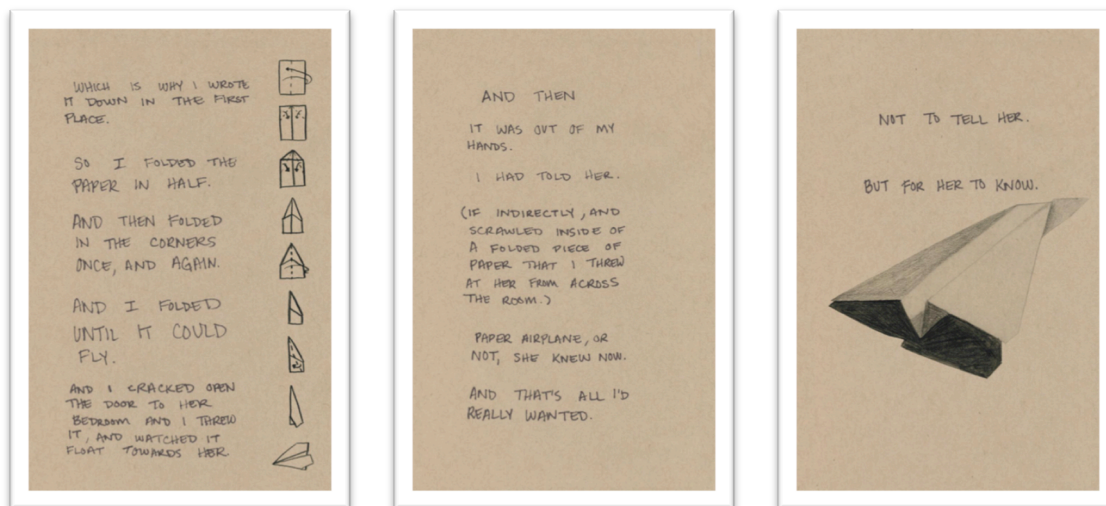 WHICH IS WHY I WROTE
IT DOWN IN THE FIRST
PLACE.
SO I FOLDED THE
PAPER IN HALF.
AND THEN FOLDED
IN THE CORNERS
ONCE, AND AGAIN.
AND I FOLDED
UNTIL IT COULD
FLY.
AND I CRACKED OPEN
THE DOOR TO HER
BEDROOM AND I THREW
IT, AND WATCHED IT
FLOAT TOWARDS HER
AND THEN
IT WAS OUT OF MY
HANDS.
I HAD TOLD HER.
(IF INDIRECTLY, AND
SCRAWLED INSIDE OF
A FOLDED PIECE OF
PAPER THAT I THREW
AT HER FROM ACROSS
THE ROOM.)
PAPER AIRPLANE, OR
NOT, SHE KNEW NOW.
AND THAT'S ALL I'D
REALLY WANTED.
NOT TO TELL HER.
BUT FOR HER TO KNOW.